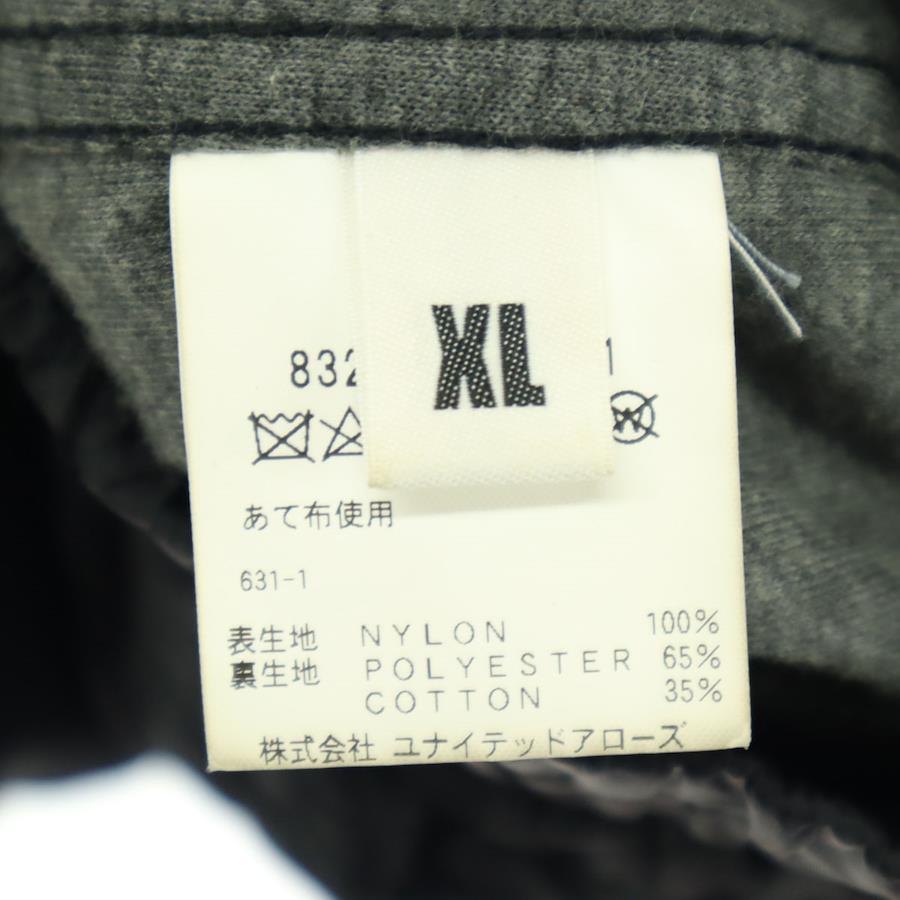 XL
832
1
あて布使用
631-1
表生地 NYLON 100%
裏生地 POLYESTER 65%
COTTON 35%
株式会社 ユナイテッドアローズ